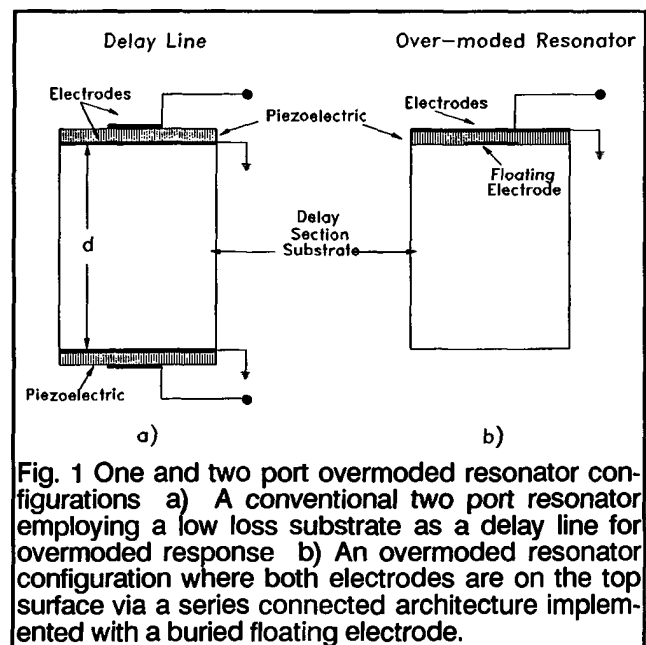 Delay Line
Over-moded Resonator
Electrodes
Electrodes
Piezoelectric
Floating
Electrode
d
Delay
Section
Substrate
Piezoelectric
a)
b)
Fig. 1 One and two port overmoded resonator con-
figurations a) A conventional two port resonator
employing a low loss substrate as a delay line for
overmoded response b) An overmoded resonator
configuration where both electrodes are on the top
surface via a series connected architecture implem-
ented with a buried floating electrode.